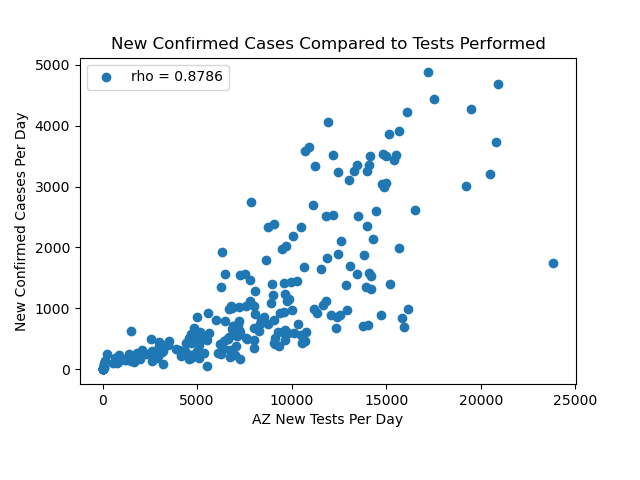 New Confirmed Cases Compared to Tests Performed
rho = 0.8786
5000
4000
3000
2000
1000
0
New Confirmed Caeses Per Day
0 5000 10000 15000 20000 25000
AZ New Tests Per Day